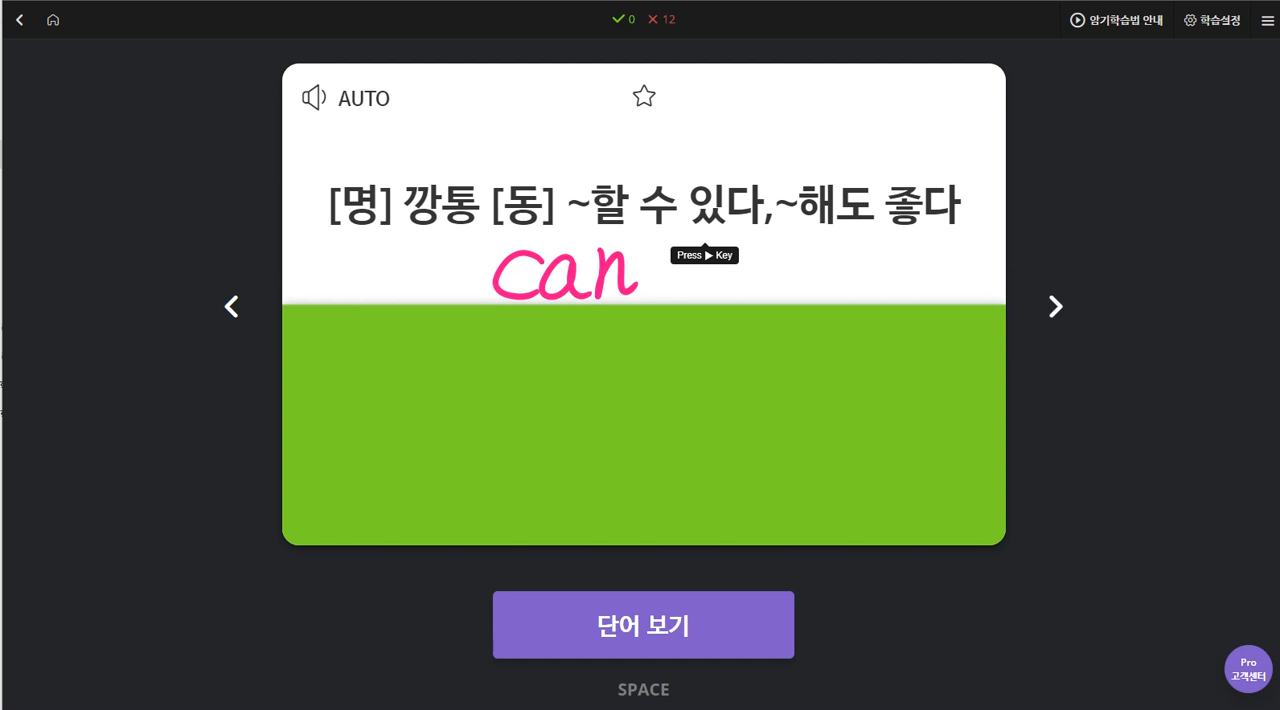 0 12 암기학습법 안내 학습설정
AUTO
[명] 깡통 [동] ~할 수 있다,~해도 좋다
can
Press ▶ Key
단어 보기
SPACE
Pro
고객센터